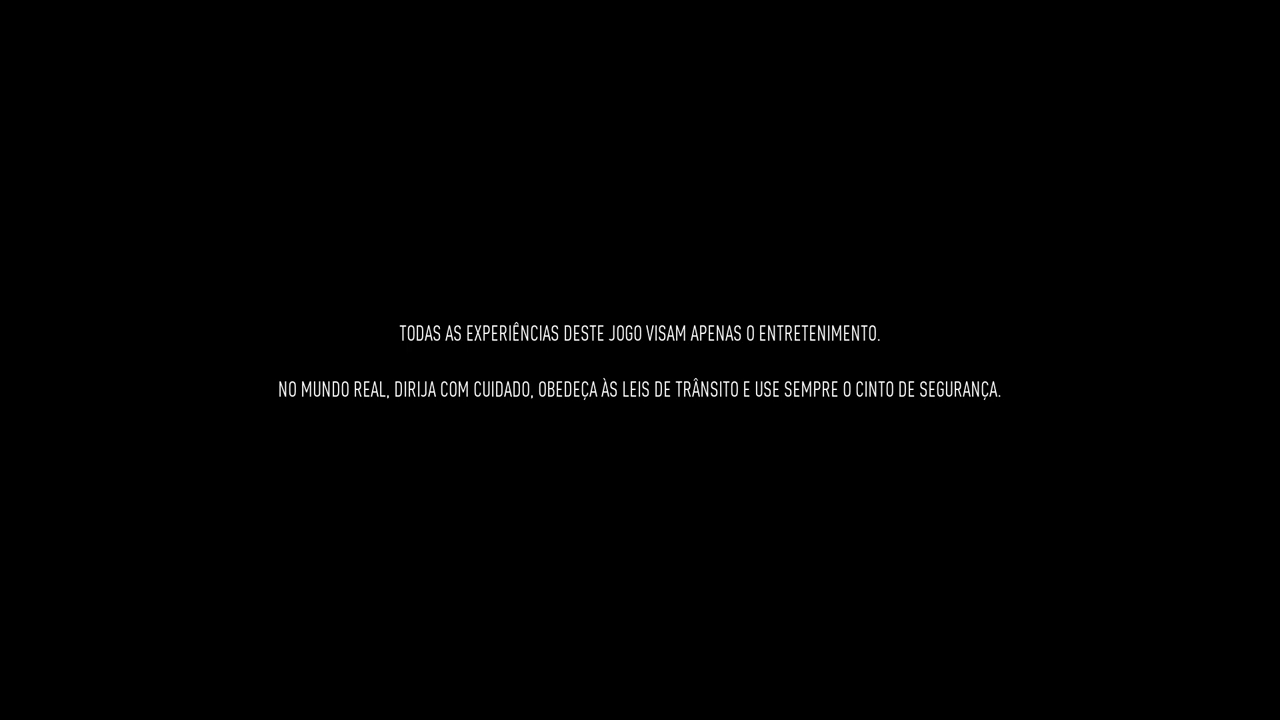 TODAS AS EXPERIÊNCIAS DESTE JOGO VISAM APENAS O ENTRETENIMENTO.
NO MUNDO REAL, DIRIJA COM CUIDADO, OBEDEÇA ÀS LEIS DE TRÂNSITO E USE SEMPRE O CINTO DE SEGURANÇA.